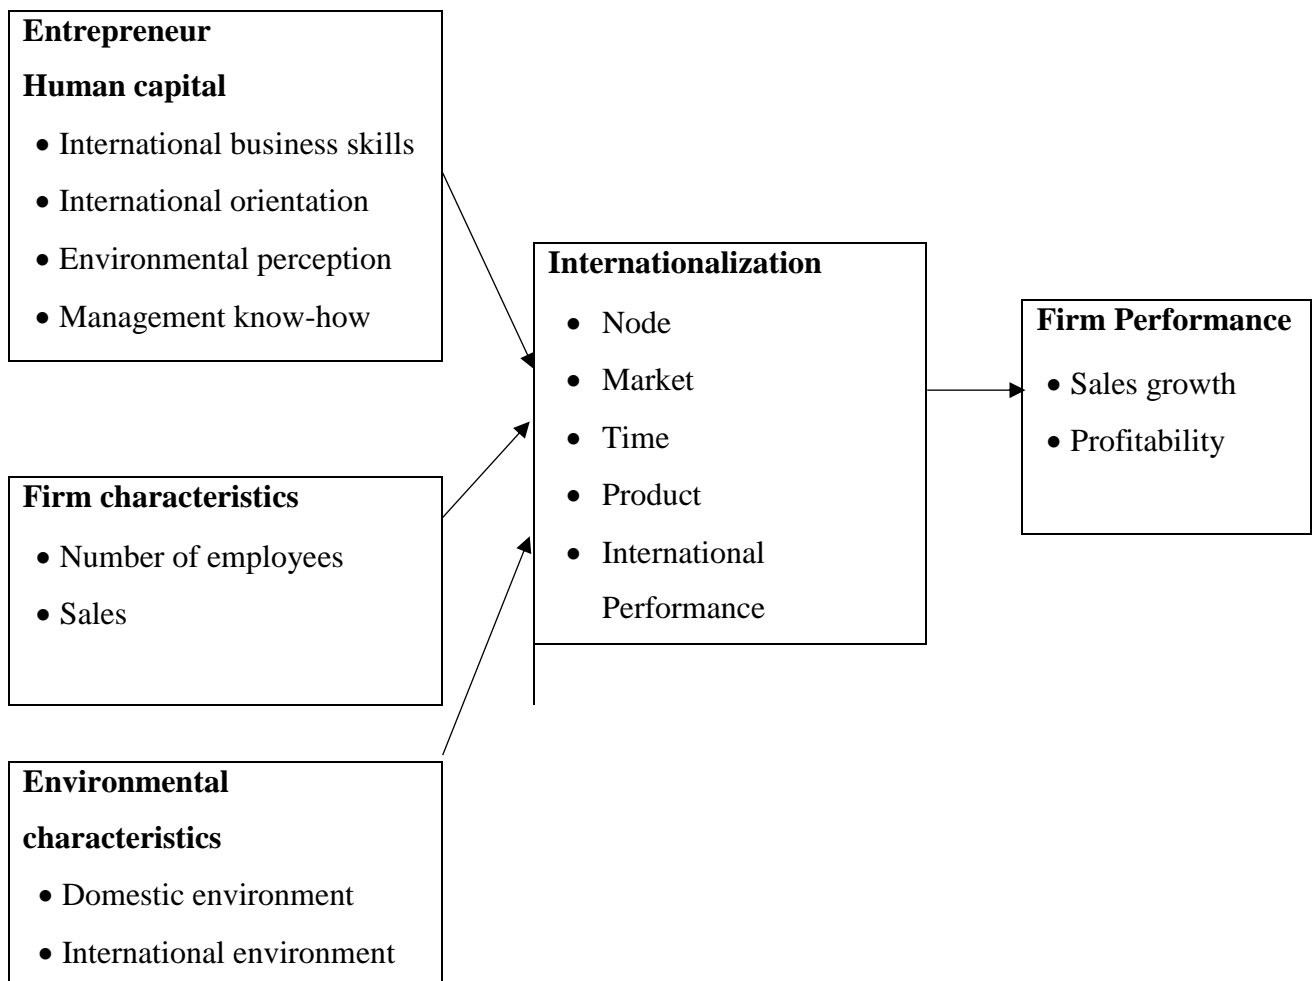 Entrepreneur
Human capital
• International business skills
• International orientation
• Environmental perception
• Management know-how
Firm characteristics
• Number of employees
• Sales
Environmental
characteristics
• Domestic environment
• International environment
Internationalization
• Node
• Market
• Time
• Product
• International
Performance
Firm Performance
• Sales growth
• Profitability